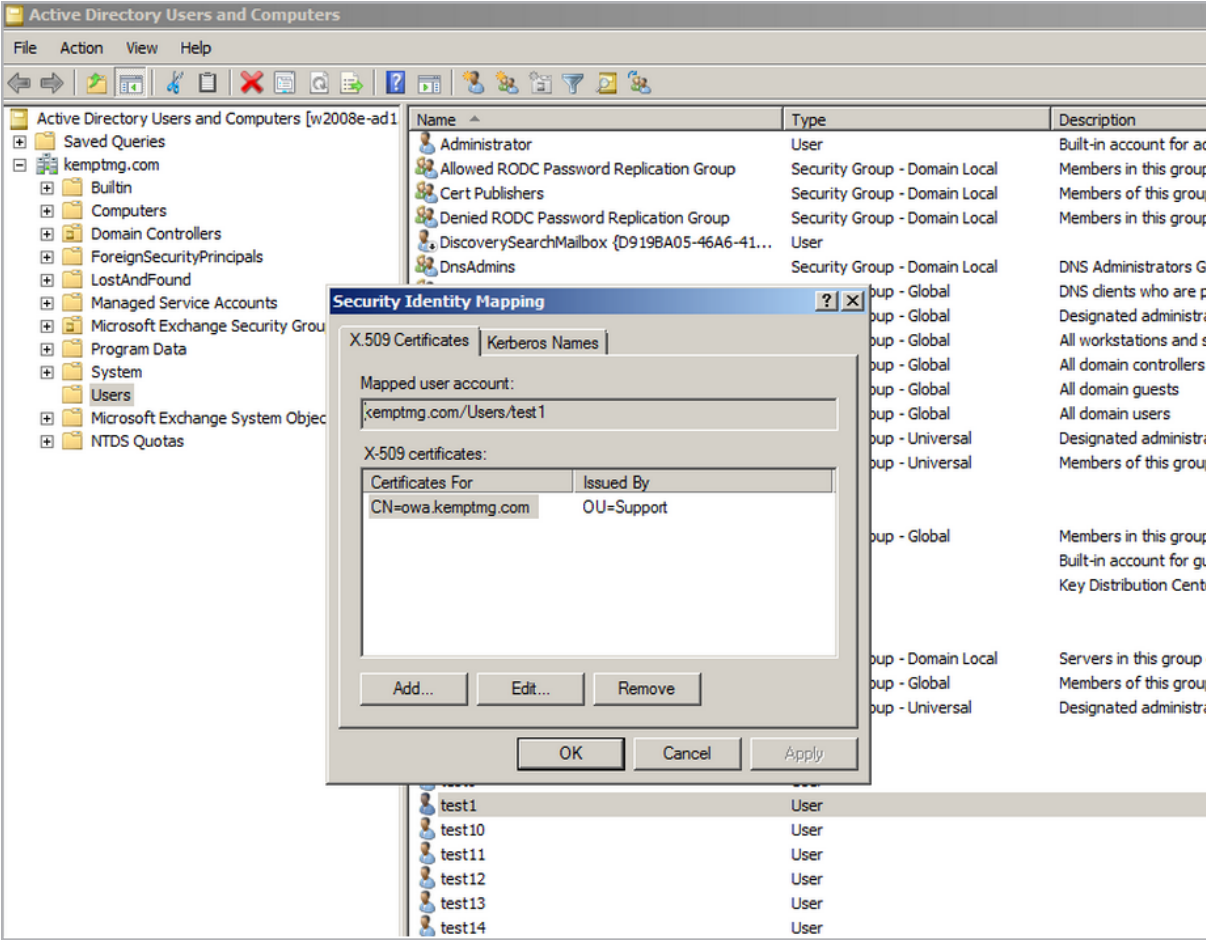 Active Directory Users and Computers
File Action View Help
Active Directory Users and Computers [w2008e-ad1
Saved Queries
kemptmg.com
Builtin
Computers
Domain Controllers
ForeignSecurityPrincipals
LostAndFound
Managed Service Accounts
Microsoft Exchange Security Grou
Program Data
System
Users
Microsoft Exchange System Objec
NTDS Quotas
Name Type Description
Administrator User Built-in account for ad
Allowed RODC Password Replication Group Security Group - Domain Local Members in this group
Cert Publishers Security Group - Domain Local Members of this grou
Denied RODC Password Replication Group Security Group - Domain Local Members in this group
DiscoverySearchMailbox {D919BA05-46A6-41... User
DnsAdmins Security Group - Domain Local DNS Administrators G
oup - Global DNS clients who are p
oup - Global Designated administra
oup - Global All workstations and s
oup - Global All domain controllers
oup - Global All domain guests
oup - Global All domain users
oup - Universal Designated administra
oup - Universal Members of this grou
oup - Global Members in this group
Built-in account for gu
Key Distribution Cent
oup - Domain Local Servers in this group
oup - Global Members of this grou
oup - Universal Designated administra
Security Identity Mapping
X.509 Certificates Kerberos Names
Mapped user account:
kemptmg.com/Users/test1
X-509 certificates:
Certificates For Issued By
CN=owa.kemptmg.com OU=Support
Add... Edit... Remove
OK Cancel Apply
test1 User
test10 User
test11 User
test12 User
test13 User
test14 User